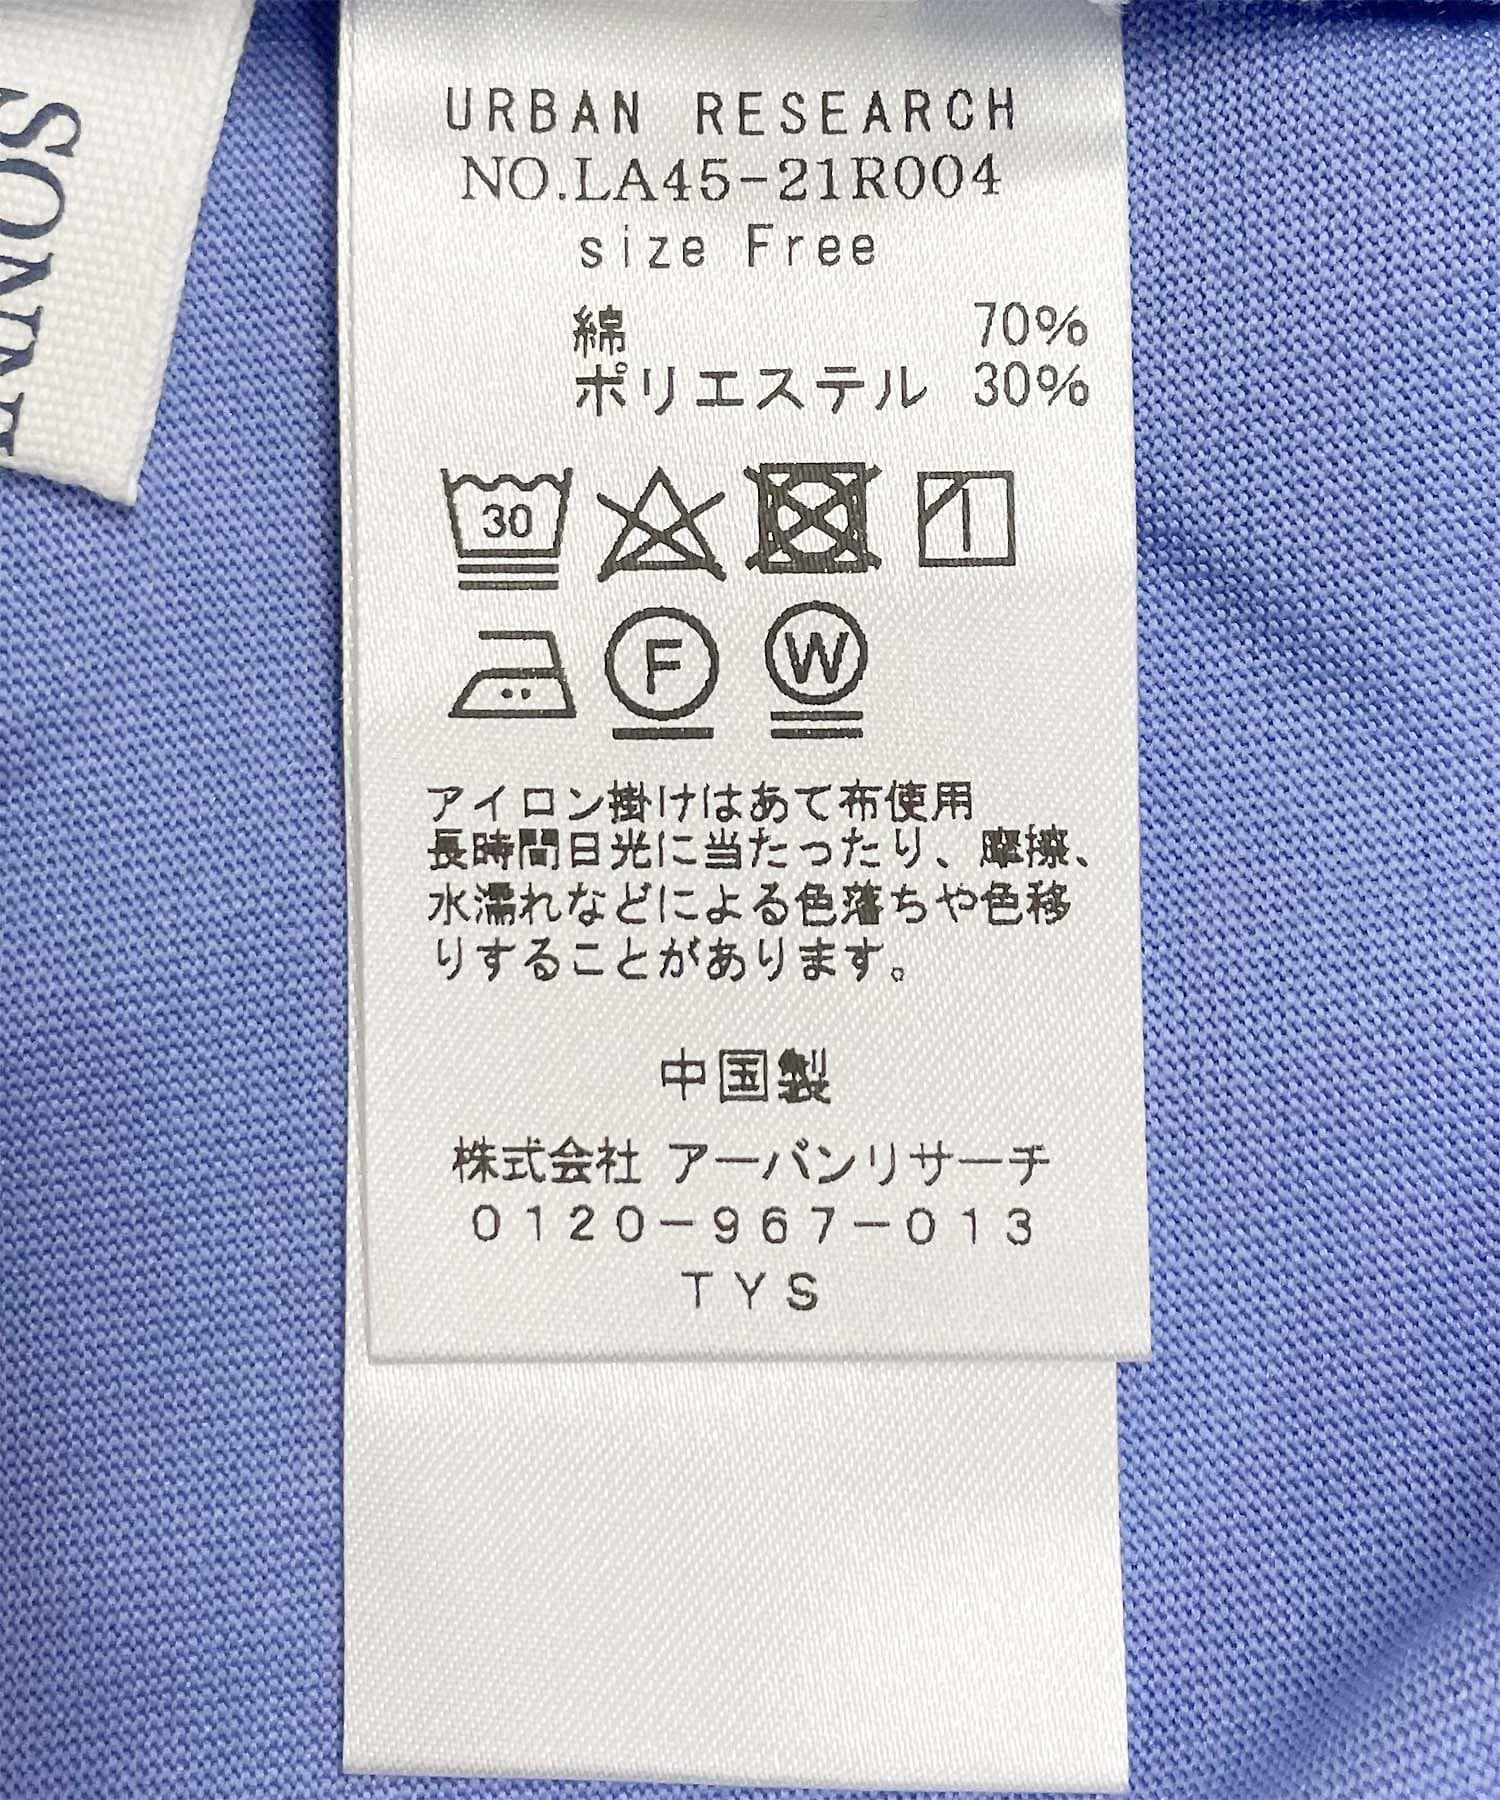 URBAN RESEARCH
NO.LA45-21R004
size Free
綿 70%
ポリエステル 30%
30
F
W
アイロン掛けはあて布使用
長時間日光に当たったり、摩擦、
水濡れなどによる色落ちや色移
りすることがあります。
中国製
株式会社 アーバンリサーチ
0120-967-013
TYS